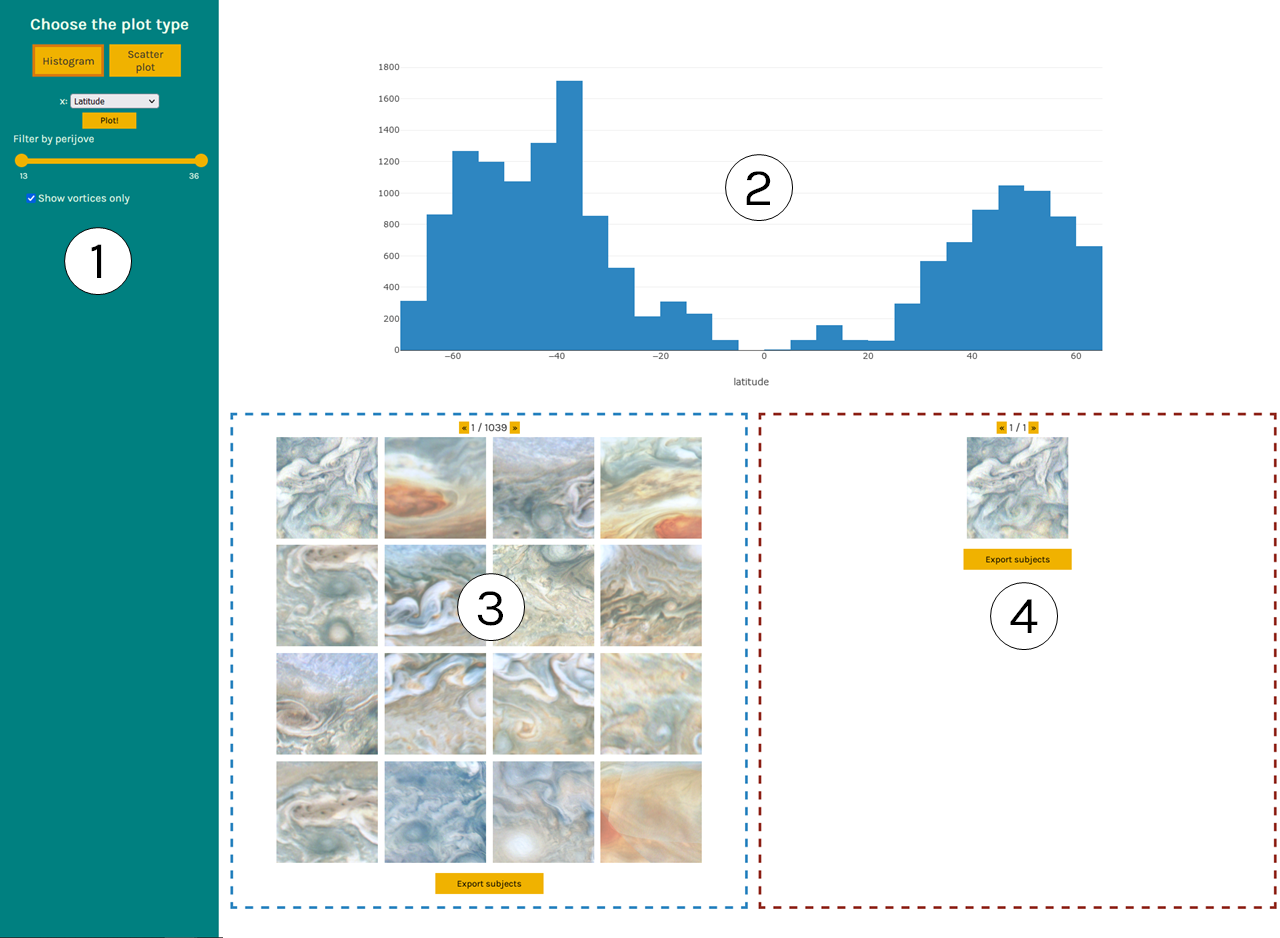 Choose the plot type
Histogram
Scatter
plot
x: Latitude
Plot!
Filter by perijove
13 36
Show vortices only
1
1800
1600
1400
1200
1000
800
600
400
200
0
−60 −40 −20 0 20 40 60
latitude
2
« 1 / 1039 »
3
Export subjects
« 1 / 1 »
Export subjects
4